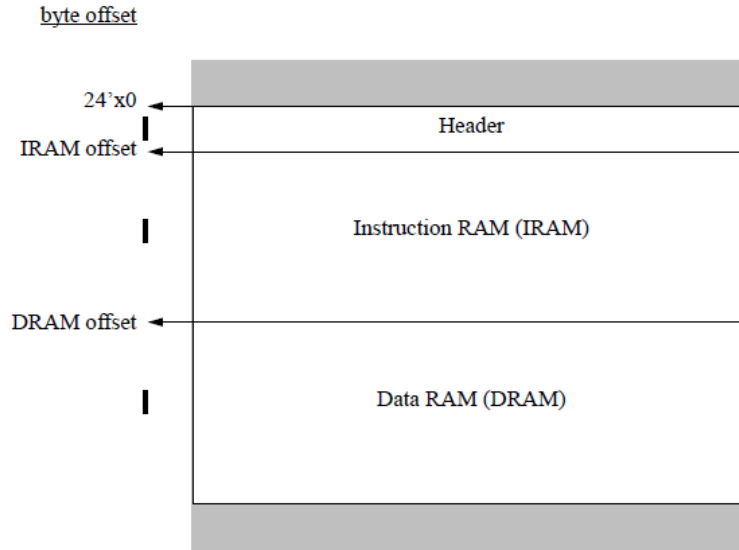 byte offset
24’x0
Header
IRAM offset
Instruction RAM (IRAM)
DRAM offset
Data RAM (DRAM)